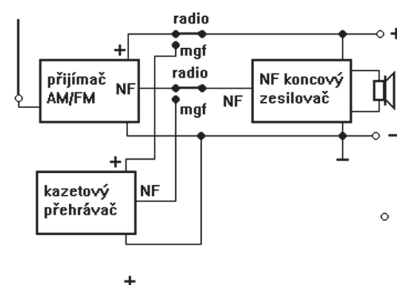 radio
+
+
mgf
přijímač
AM/FM
NF
radio
mgf
NF
NF koncový
zesilovač
−
+
kazetový
přehrávač
NF
+